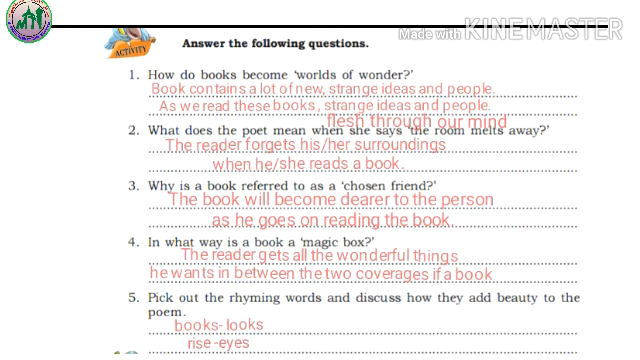 Made with KINEMASTER
ACTIVITY
Answer the following questions.
1. How do books become 'worlds of wonder?'
Book contains a lot of new, strange ideas and people.
As we read these books , strange ideas and people.
flesh through our mind
2. What does the poet mean when she says 'the room melts away?'
The reader forgets his/her surroundings
when he/she reads a book.
3. Why is a book referred to as a 'chosen friend?'
The book will become dearer to the person
as he goes on reading the book.
4. In what way is a book a 'magic box?'
The reader gets all the wonderful things
he wants in between the two coverages if a book
5. Pick out the rhyming words and discuss how they add beauty to the
poem.
books- looks
rise -eyes